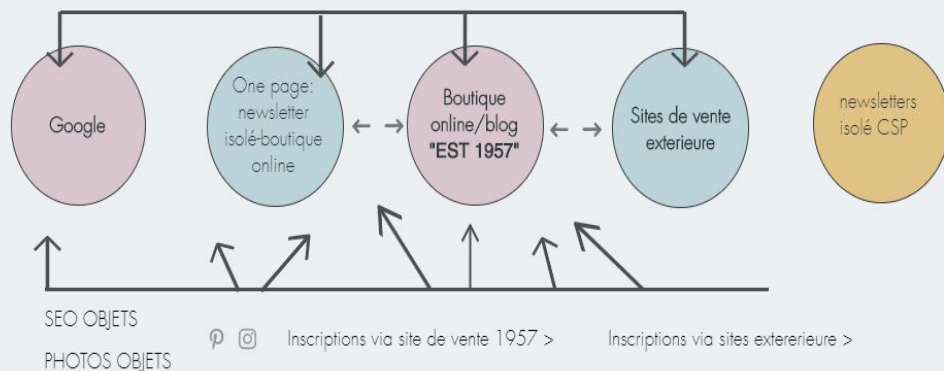 Google
One page:
newsletter
isolé-boutique
online
Boutique
online/blog
"EST 1957"
Sites de vente
exterieure
newsletters
isolé CSP
SEO OBJETS
PHOTOS OBJETS
Inscriptions via site de vente 1957 >
Inscriptions via sites extererieure >